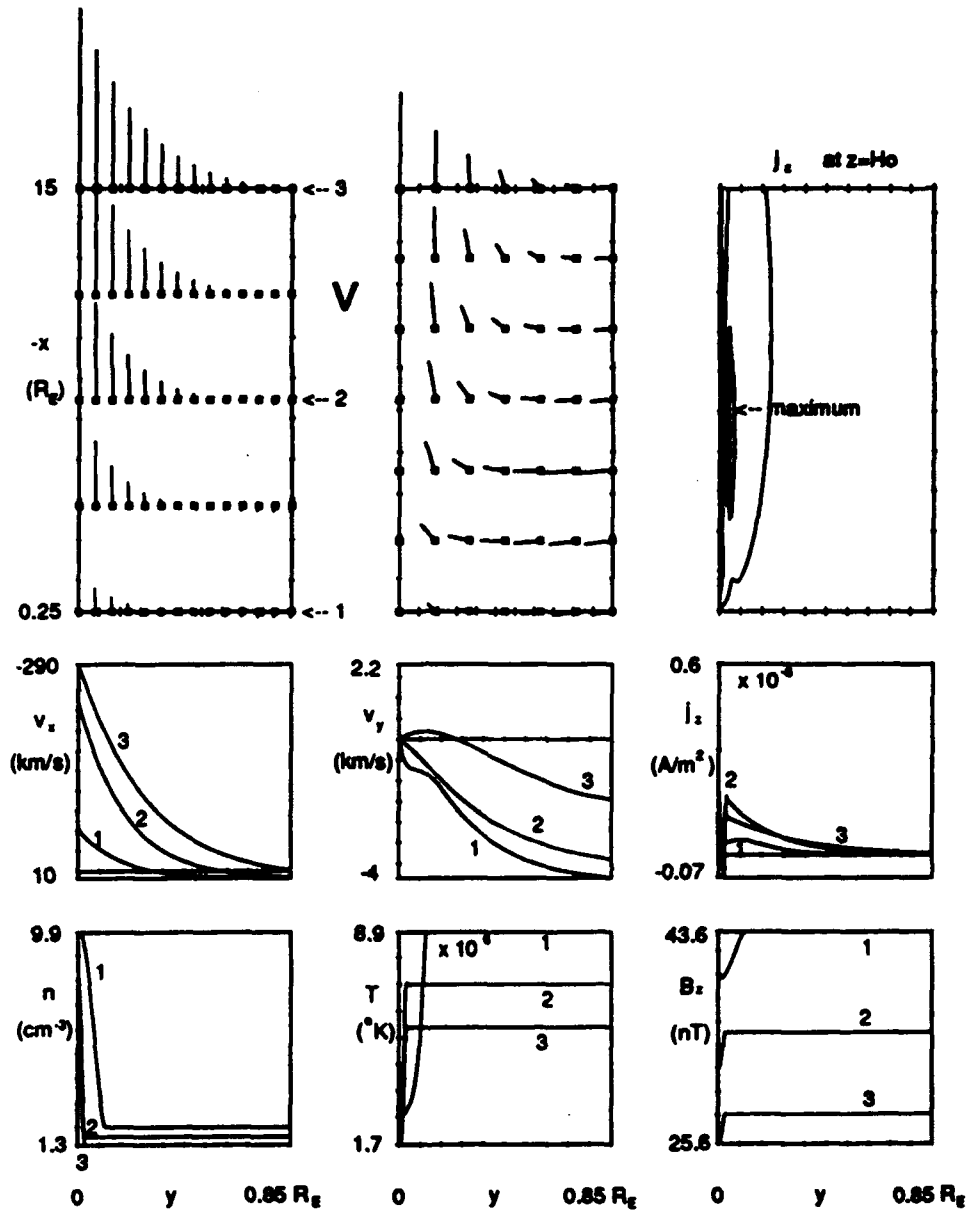 j_z at z=Ho
15
<-- 3
V
-x
(R_E)
<-- 2
<-- maximum
0.25
<-- 1
-290
v_x
(km/s)
10
3
2
1
2.2
v_y
(km/s)
-4
3
2
1
0.6
x 10^-8
j_z
(A/m^2)
-0.07
2
3
1
9.9
n
(cm^-3)
1.3
1
2
3
8.9
x 10^6
T
(°K)
1.7
1
2
3
43.6
B_z
(nT)
25.6
1
2
3
0 y 0.85 R_E
0 y 0.85 R_E
0 y 0.85 R_E